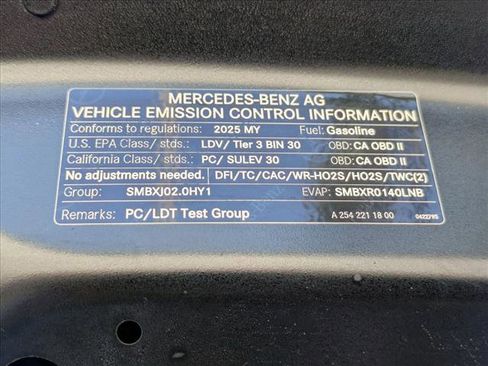 MERCEDES-BENZ AG
VEHICLE EMISSION CONTROL INFORMATION
Conforms to regulations: 2025 MY Fuel: Gasoline
U.S. EPA Class/ stds.: LDV/ Tier 3 BIN 30 OBD: CA OBD II
California Class/ stds.: PC/ SULEV 30 OBD: CA OBD II
No adjustments needed. DFI/TC/CAC/WR-HO2S/HO2S/TWC(2)
Group: SMBXJ02.0HY1 EVAP: SMBXR0140LNB
Remarks: PC/LDT Test Group A 254 221 18 00